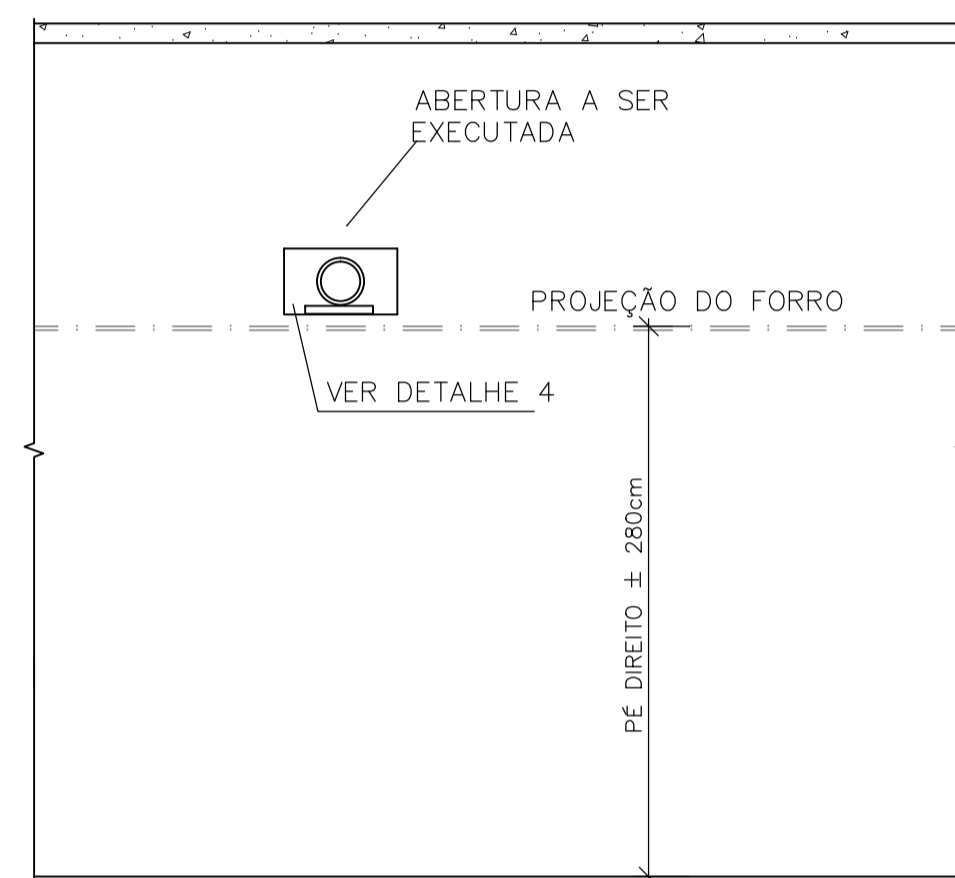 ABERTURA A SER
EXECUTADA
PROJEÇÃO DO FORRO
VER DETALHE 4
PÉ DIREITO ± 280cm